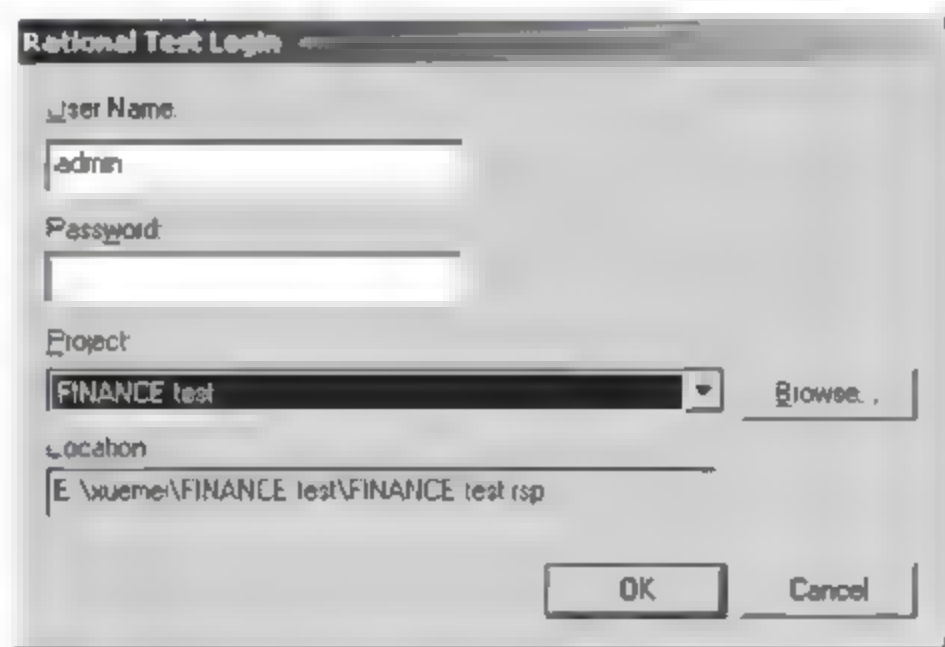 Rational Test Login
User Name:
admin
Password:
Project:
FINANCE test
Browse...
Location
E:\xuemei\FINANCE test\FINANCE test.rsp
OK
Cancel